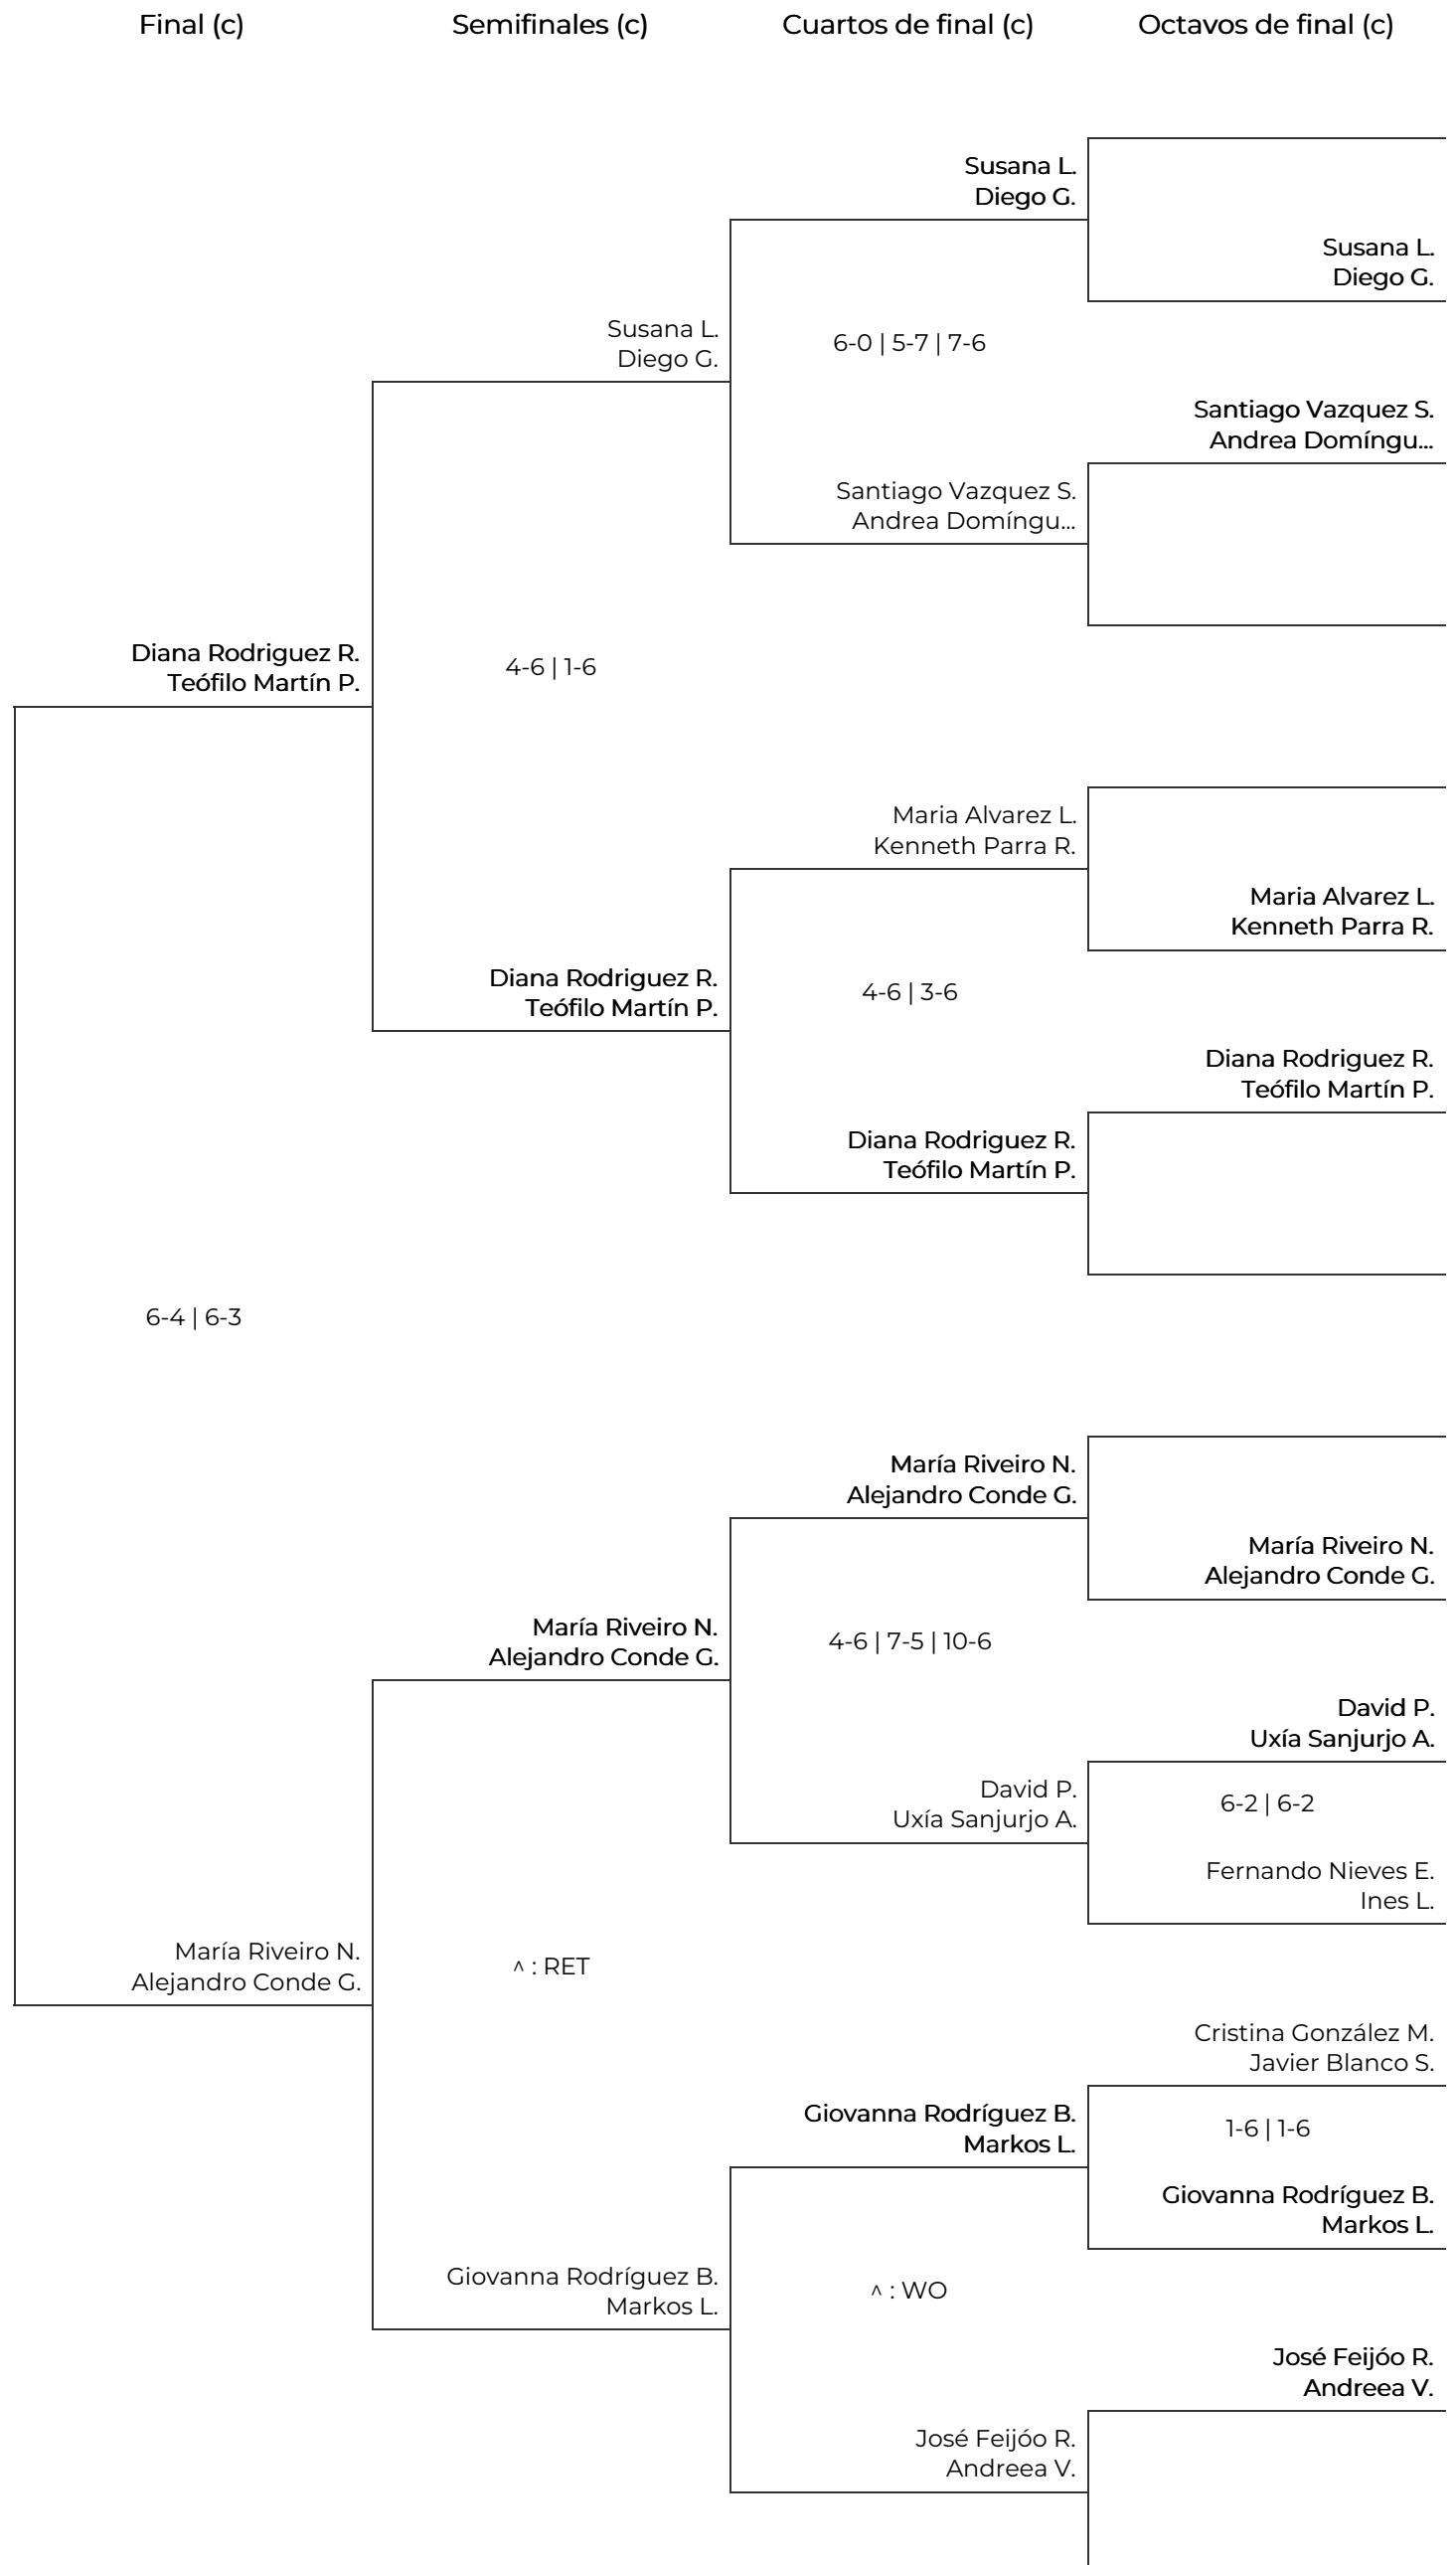 Final (c)
Semifinales (c)
Cuartos de final (c)
Octavos de final (c)
Susana L.
Diego G.
Susana L.
Diego G.
Susana L.
Diego G.
6-0 | 5-7 | 7-6
Santiago Vazquez S.
Andrea Domíngu...
Santiago Vazquez S.
Andrea Domíngu...
Diana Rodriguez R.
Teófilo Martín P.
4-6 | 1-6
Maria Alvarez L.
Kenneth Parra R.
Maria Alvarez L.
Kenneth Parra R.
Diana Rodriguez R.
Teófilo Martín P.
4-6 | 3-6
Diana Rodriguez R.
Teófilo Martín P.
Diana Rodriguez R.
Teófilo Martín P.
6-4 | 6-3
María Riveiro N.
Alejandro Conde G.
María Riveiro N.
Alejandro Conde G.
María Riveiro N.
Alejandro Conde G.
4-6 | 7-5 | 10-6
David P.
Uxía Sanjurjo A.
David P.
Uxía Sanjurjo A.
6-2 | 6-2
Fernando Nieves E.
Ines L.
María Riveiro N.
Alejandro Conde G.
^ : RET
Cristina González M.
Javier Blanco S.
Giovanna Rodríguez B.
Markos L.
1-6 | 1-6
Giovanna Rodríguez B.
Markos L.
Giovanna Rodríguez B.
Markos L.
^ : WO
José Feijóo R.
Andreea V.
José Feijóo R.
Andreea V.